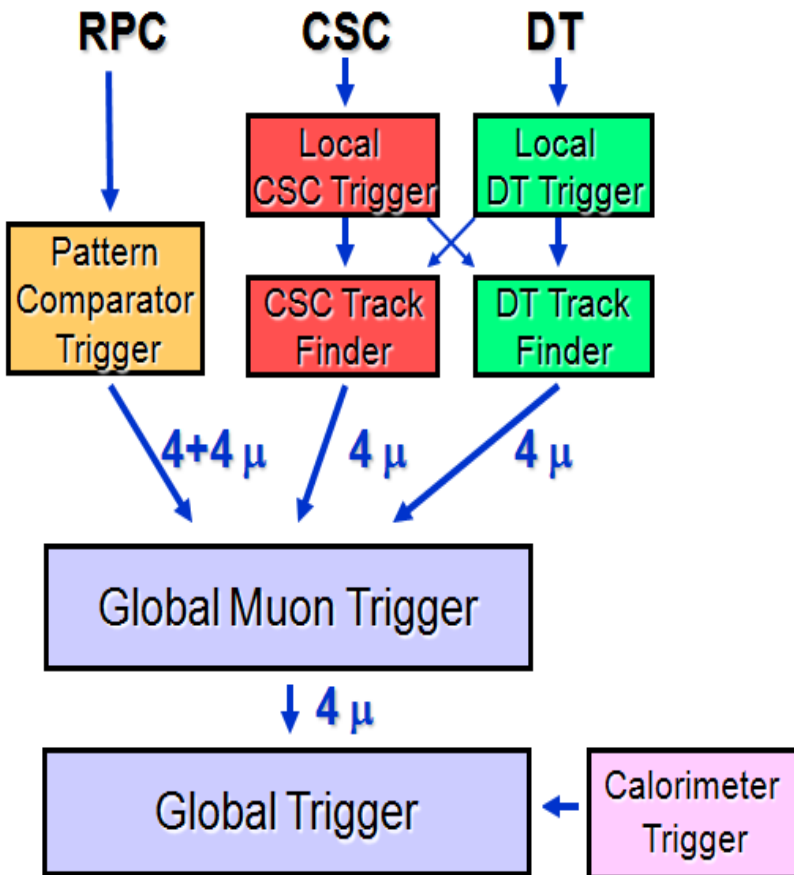 RPC
CSC
DT
Local
CSC Trigger
Local
DT Trigger
Pattern
Comparator
Trigger
CSC Track
Finder
DT Track
Finder
4+4 μ
4 μ
4 μ
Global Muon Trigger
4 μ
Global Trigger
Calorimeter
Trigger